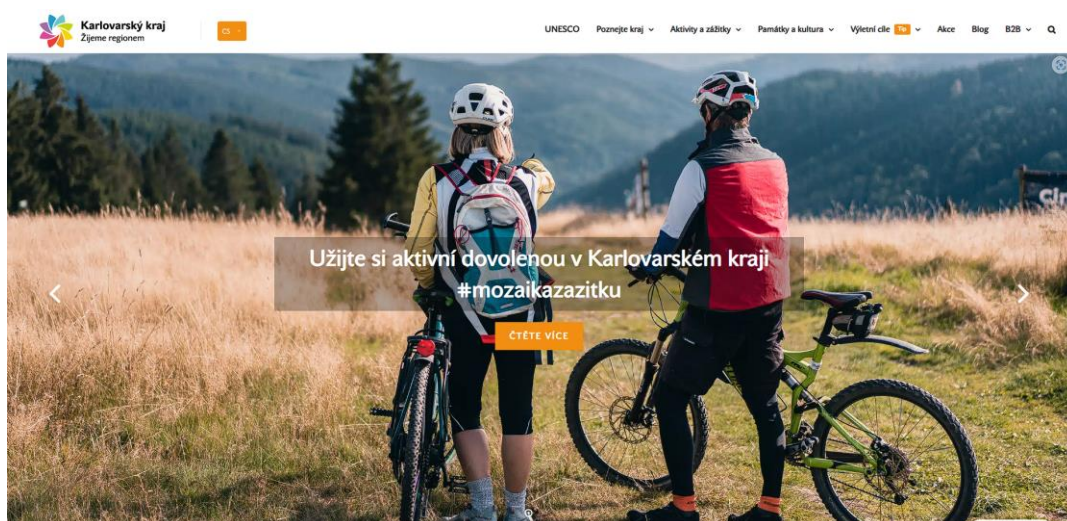 Karlovarský kraj
Žijeme regionem
CS
UNESCO Poznejte kraj Aktivity a zážitky Památky a kultura Výletní cíle Tip Akce Blog B2B
Užijte si aktivní dovolenou v Karlovarském kraji
#mozaikazazitku
ČTĚTE VÍCE